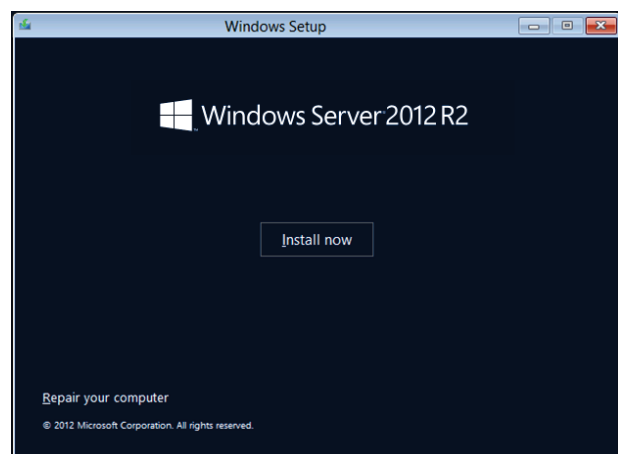 Windows Setup
Windows Server 2012 R2
Install now
Repair your computer
© 2012 Microsoft Corporation. All rights reserved.